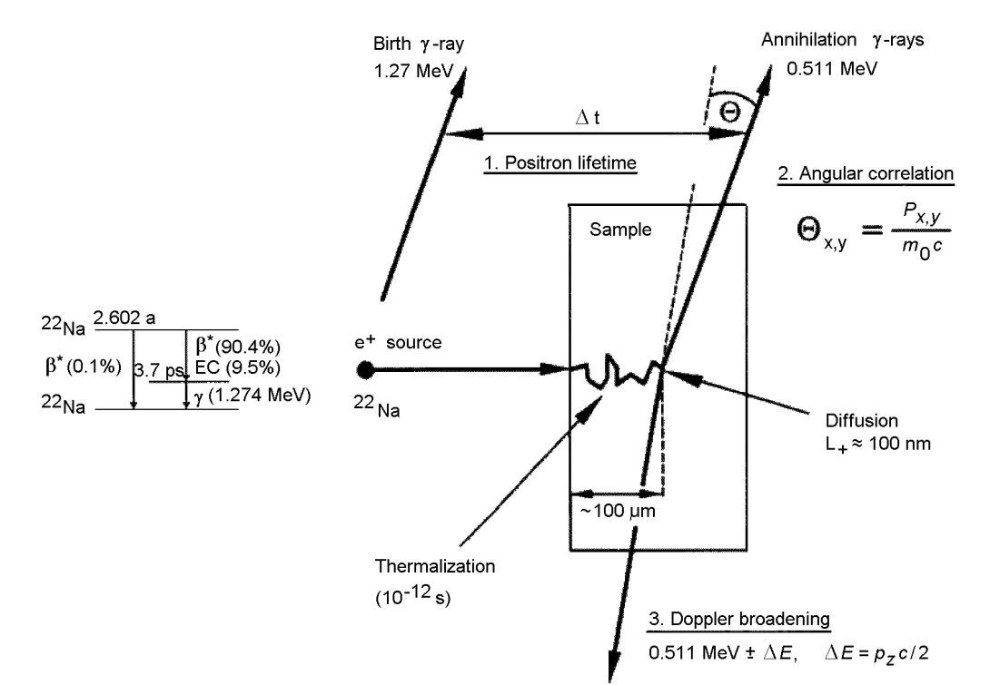 Birth γ-ray
1.27 MeV
Annihilation γ-rays
0.511 MeV
Θ
Δ t
1. Positron lifetime
2. Angular correlation
Θx,y = Px,y / m0c
Sample
22Na 2.602 a
β* (90.4%)
β* (0.1%)
3.7 ps
EC (9.5%)
γ (1.274 MeV)
22Na
e+ source
22Na
Diffusion
L+ ≈ 100 nm
~100 µm
Thermalization
(10-12 s)
3. Doppler broadening
0.511 MeV ± ΔE, ΔE = pzc/2